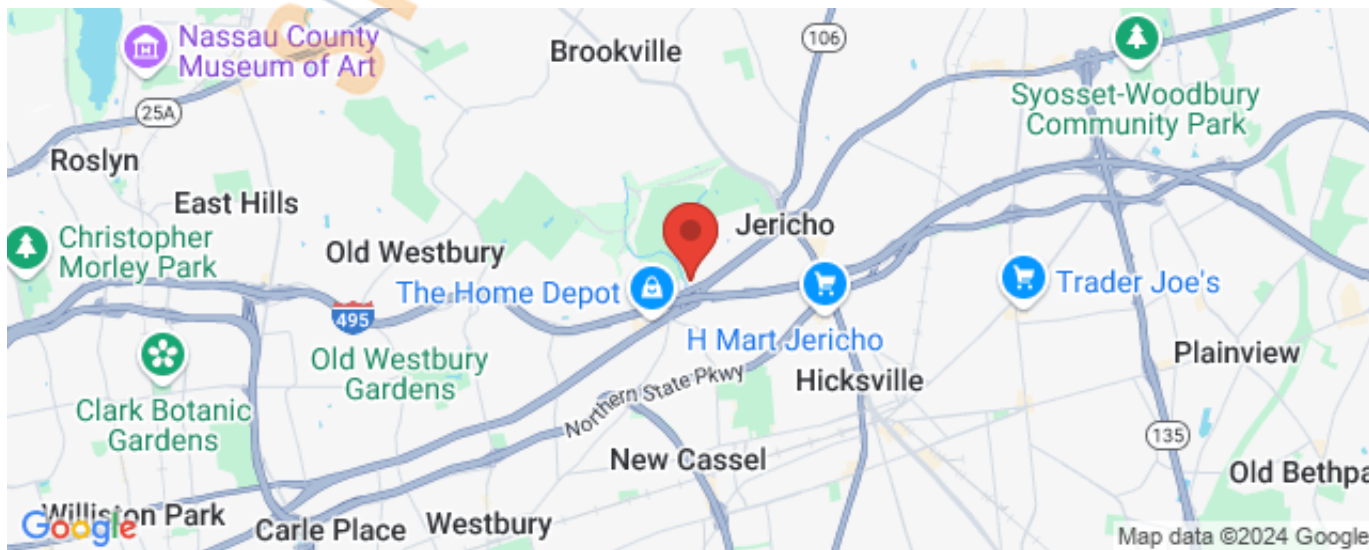 Nassau County
Museum of Art
Brookville
106
Syosset-Woodbury
Community Park
25A
Roslyn
East Hills
Christopher
Morley Park
Old Westbury
Jericho
The Home Depot
Trader Joe's
495
H Mart Jericho
Old Westbury
Gardens
Plainview
Northern State Pkwy
Hicksville
Clark Botanic
Gardens
135
New Cassel
Old Bethpa
Williston Park
Carle Place
Westbury
Google
Map data ©2024 Google